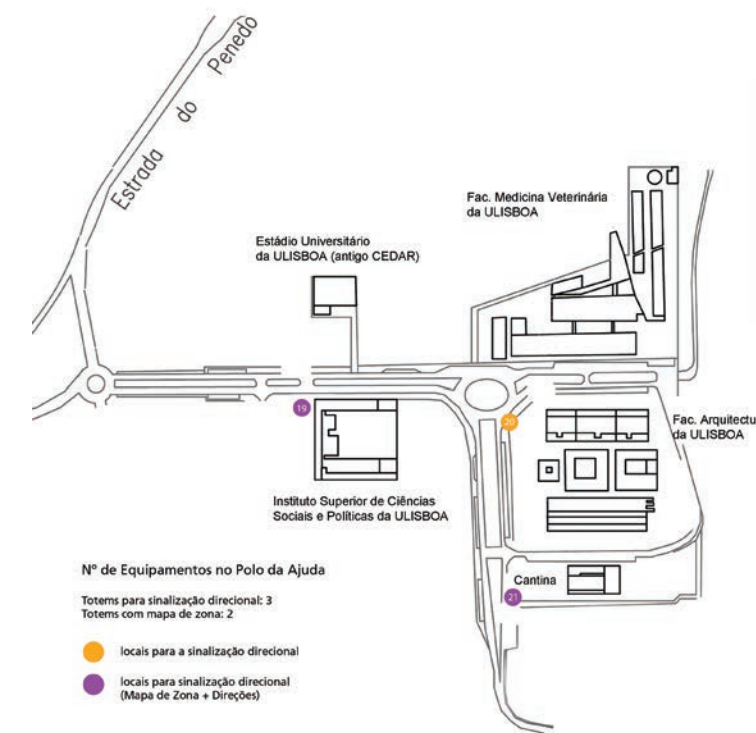 Estrada do Penedo
Fac. Medicina Veterinária
da ULISBOA
Estádio Universitário
da ULISBOA (antigo CEDAR)
19
20
Fac. Arquitectu
da ULISBOA
Instituto Superior de Ciências
Sociais e Políticas da ULISBOA
Nº de Equipamentos no Polo da Ajuda
Cantina
21
Totems para sinalização direcional: 3
Totems com mapa de zona: 2
locais para a sinalização direcional
locais para sinalização direcional
(Mapa de Zona + Direções)